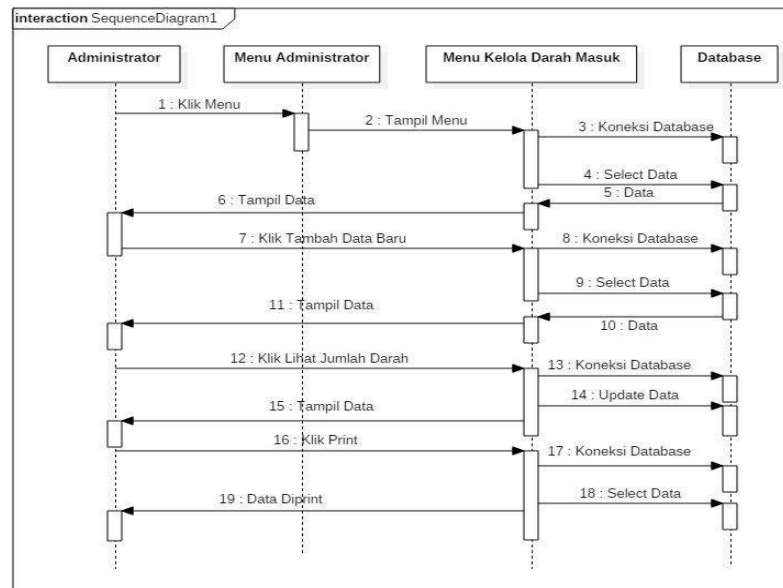 interaction SequenceDiagram1
Administrator
Menu Administrator
Menu Kelola Darah Masuk
Database
1 : Klik Menu
2 : Tampil Menu
3 : Koneksi Database
4 : Select Data
5 : Data
6 : Tampil Data
7 : Klik Tambah Data Baru
8 : Koneksi Database
9 : Select Data
10 : Data
11 : Tampil Data
12 : Klik Lihat Jumlah Darah
13 : Koneksi Database
14 : Update Data
15 : Tampil Data
16 : Klik Print
17 : Koneksi Database
18 : Select Data
19 : Data Diprint